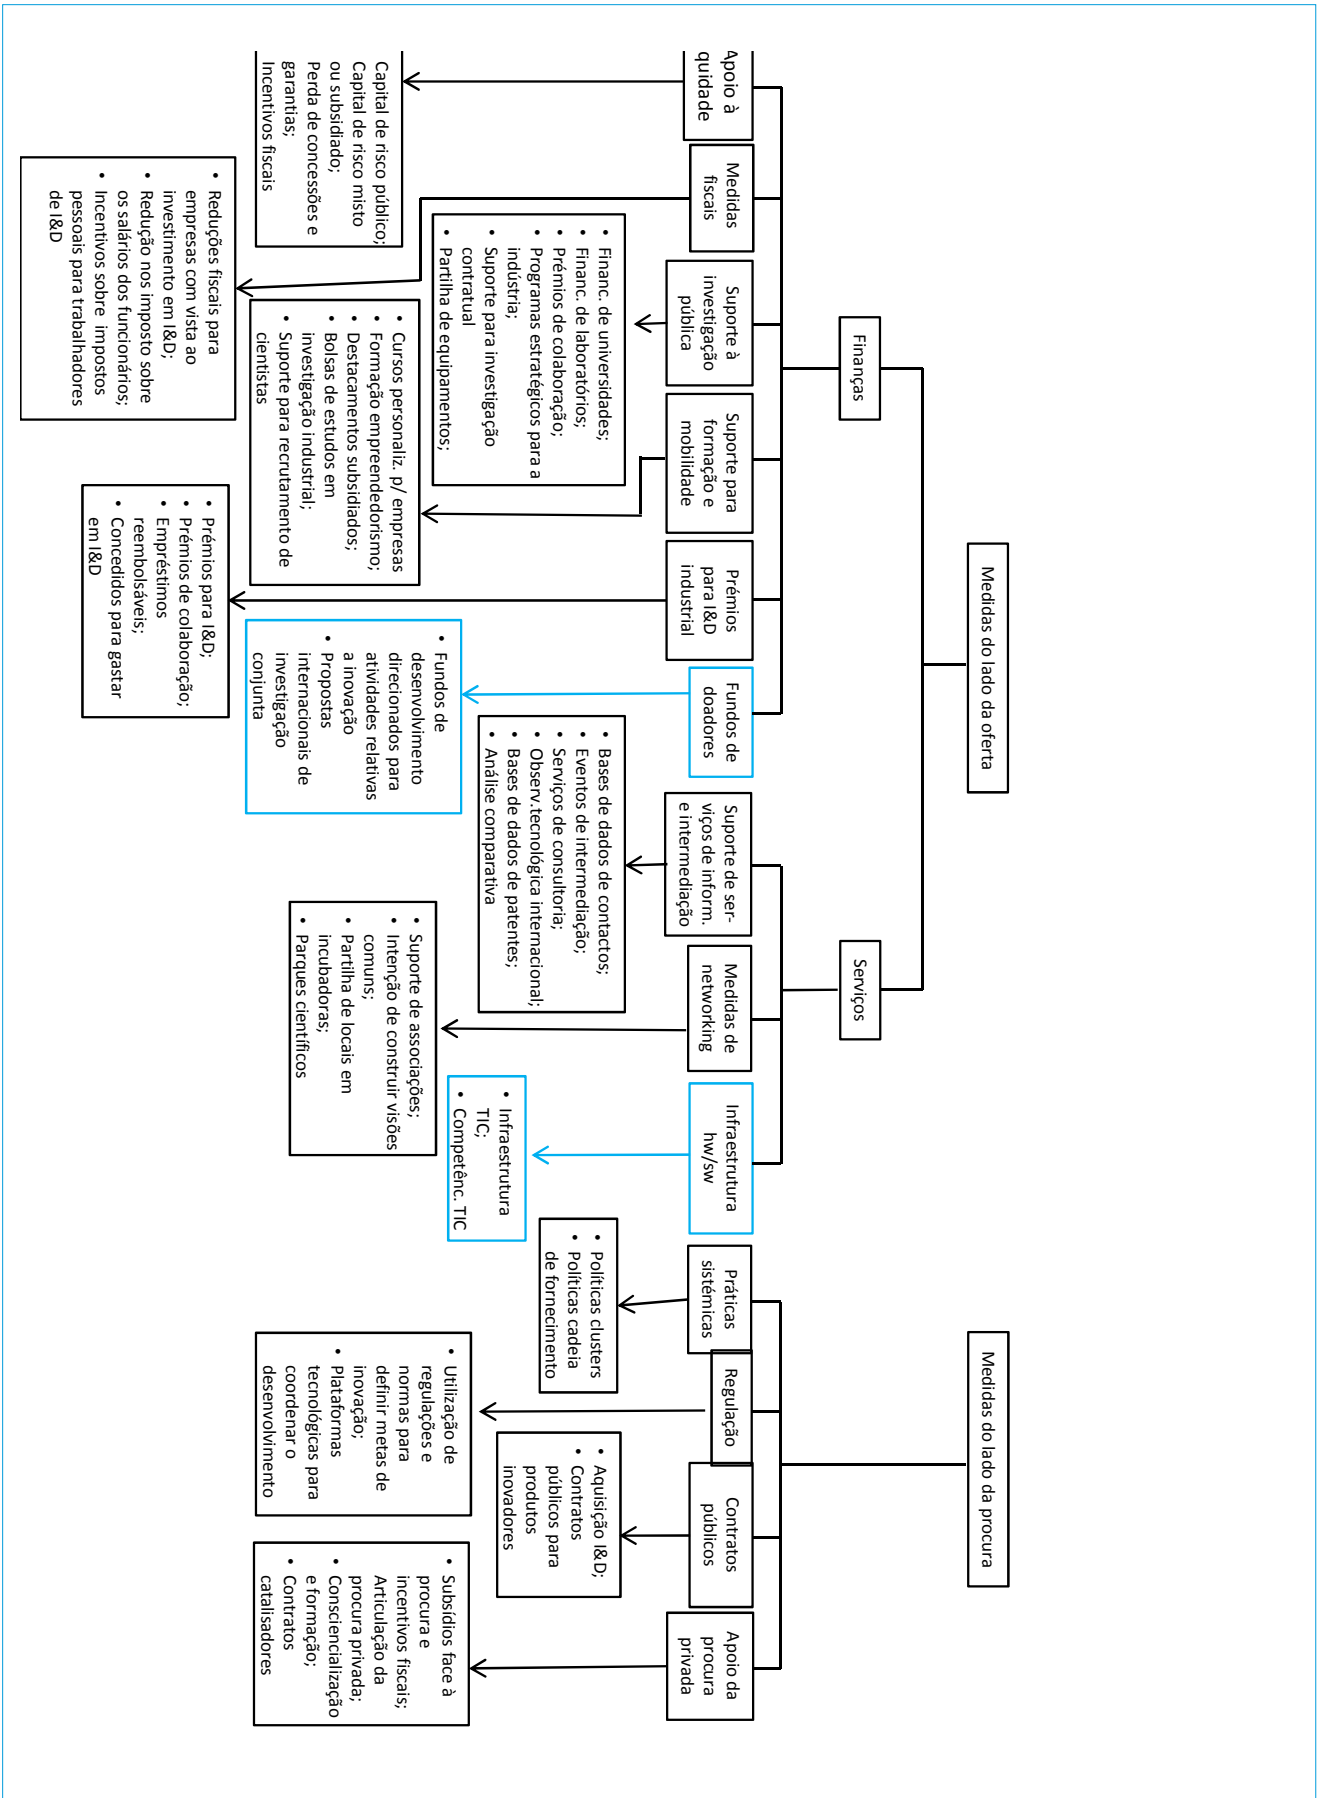 Medidas do lado da oferta
Medidas do lado da procura
Finanças
Serviços
Apoio à
quidade
Medidas
fiscais
Suporte à
investigação
pública
Suporte para
formação e
mobilidade
Prémios
para I&D
industrial
Fundos de
doadores
Suporte de ser-
viços de inform.
e intermediação
Medidas de
networking
Infraestrutura
hw/sw
Práticas
sistémicas
Regulação
Contratos
públicos
Apoio da
procura
privada
Capital de risco público;
Capital de risco misto
ou subsidiado;
Perda de concessões e
garantias;
Incentivos fiscais
• Reduções fiscais para
empresas com vista ao
investimento em I&D;
• Redução nos imposto sobre
os salários dos funcionários;
• Incentivos sobre impostos
pessoais para trabalhadores
de I&D
• Financ. de universidades;
• Financ. de laboratórios;
• Prémios de colaboração;
• Programas estratégicos para a
indústria;
• Suporte para investigação
contratual
• Partilha de equipamentos;
• Cursos personaliz. p/ empresas
• Formação empreendedorismo;
• Destacamentos subsidiados;
• Bolsas de estudos em
investigação industrial;
• Suporte para recrutamento de
cientistas
• Prémios para I&D;
• Prémios de colaboração;
• Empréstimos
reembolsáveis;
• Concedidos para gastar
em I&D
• Fundos de
desenvolvimento
direcionados para
atividades relativas
a inovação
• Propostas
internacionais de
investigação
conjunta
• Bases de dados de contactos;
• Eventos de intermediação;
• Serviços de consultoria;
• Observ.tecnológica internacional;
• Bases de dados de patentes;
• Análise comparativa
• Suporte de associações;
• Intenção de construir visões
comuns;
• Partilha de locais em
incubadoras;
• Parques científicos
• Infraestrutura
TIC;
• Competênc. TIC
• Políticas clusters
• Políticas cadeia
de fornecimento
• Utilização de
regulações e
normas para
definir metas de
inovação;
• Plataformas
tecnológicas para
coordenar o
desenvolvimento
• Aquisição I&D;
• Contratos
públicos para
produtos
inovadores
• Subsídios face à
procura e
incentivos fiscais;
Articulação da
procura privada;
• Consciencialização
e formação;
• Contratos
catalisadores